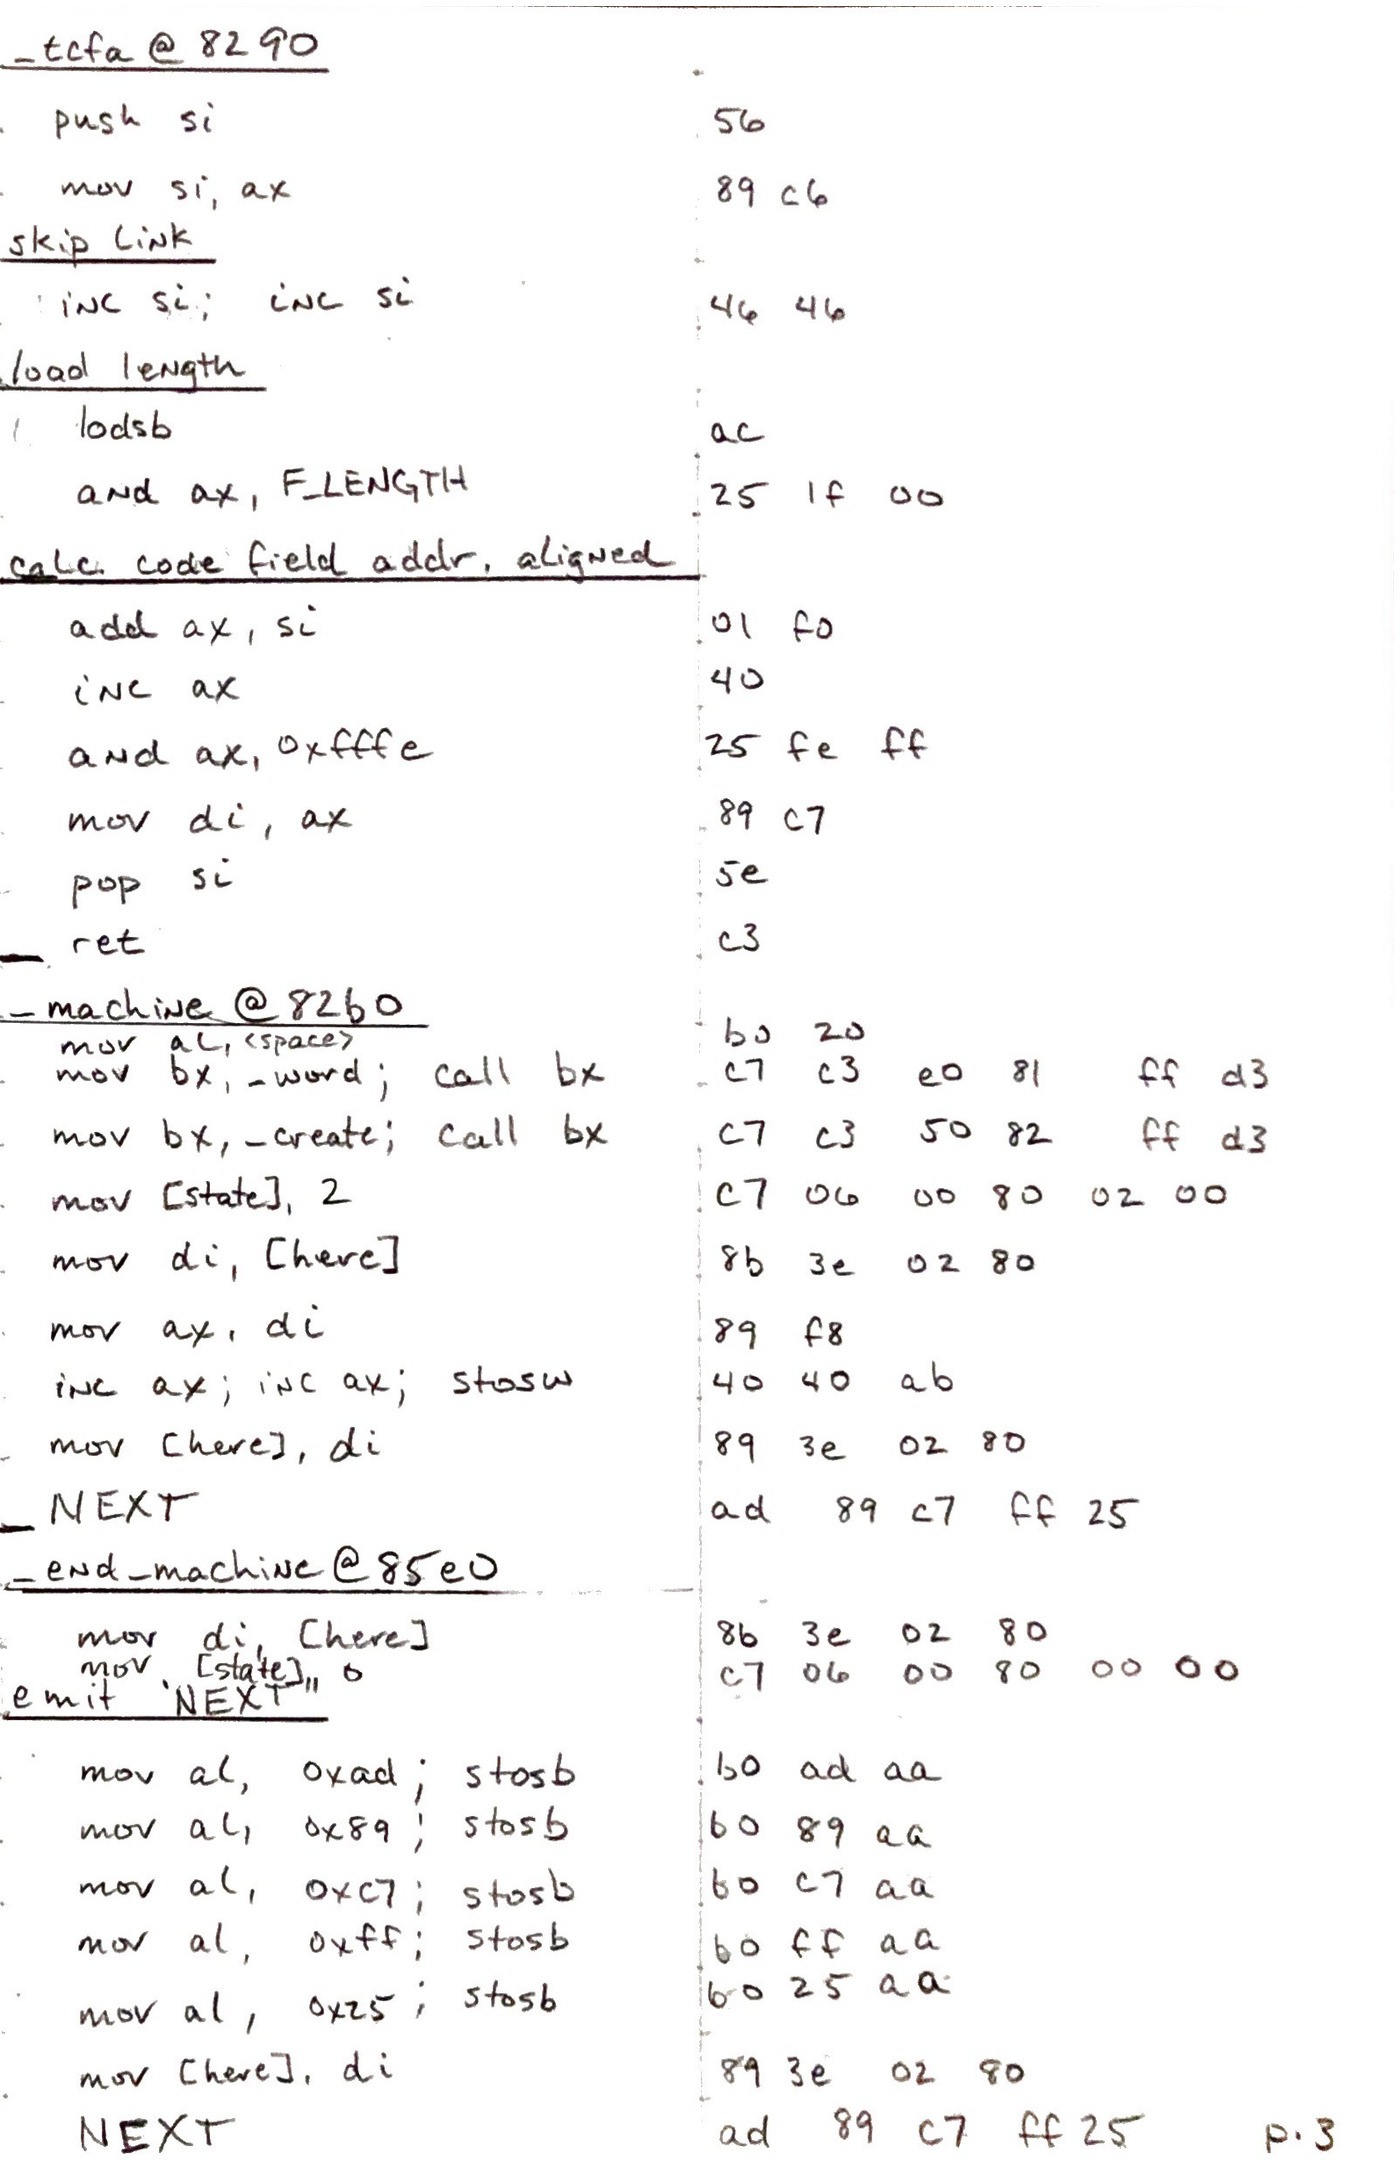 _tcfa @ 8290
push si 56
mov si, ax 89 c6
skip link
inc si; inc si 46 46
load length
lodsb ac
and ax, F_LENGTH 25 1f 00
calc. code field addr, aligned
add ax, si 01 f0
inc ax 40
and ax, 0xfffe 25 fe ff
mov di, ax 89 c7
pop si 5e
ret c3
_machine @ 82b0
mov al, <space> b0 20
mov bx, _word; call bx c7 c3 e0 81 ff d3
mov bx, _create; call bx c7 c3 50 82 ff d3
mov [state], 2 c7 06 00 80 02 00
mov di, [here] 8b 3e 02 80
mov ax, di 89 f8
inc ax; inc ax; stosw 40 40 ab
mov [here], di 89 3e 02 80
NEXT ad 89 c7 ff 25
_end_machine @ 85e0
mov di, [here] 8b 3e 02 80
mov [state], 0 c7 06 00 80 00 00
emit "NEXT"
mov al, 0xad; stosb b0 ad aa
mov al, 0x89; stosb b0 89 aa
mov al, 0xc7; stosb b0 c7 aa
mov al, 0xff; stosb b0 ff aa
mov al, 0x25; stosb b0 25 aa
mov [here], di 89 3e 02 80
NEXT ad 89 c7 ff 25
p.3